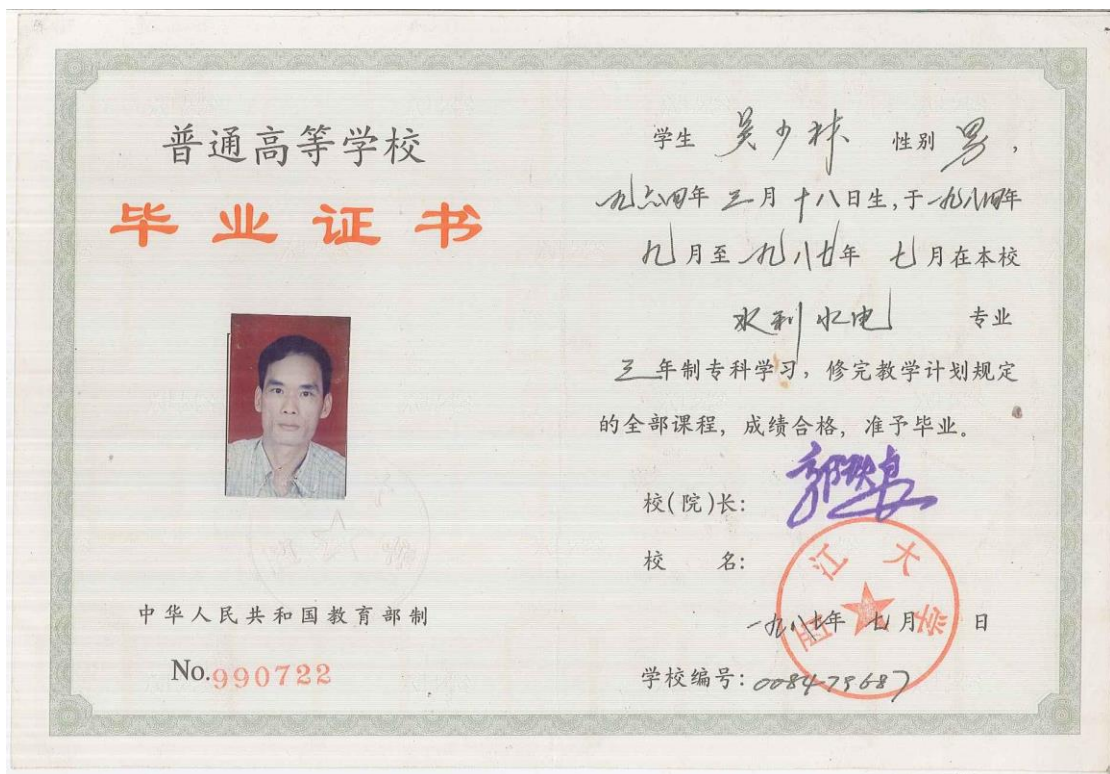 普通高等学校
毕业证书
中华人民共和国教育部制
No.990722
学生 吴少林 性别 男,
一九六四年 三月 十八日生,于一九八四年
九月至一九八七年 七月在本校
水利水电 专业
三年制专科学习,修完教学计划规定
的全部课程,成绩合格,准予毕业。
校(院)长:
校 名:
江大学
一九八七年 七月 日
学校编号:008479687